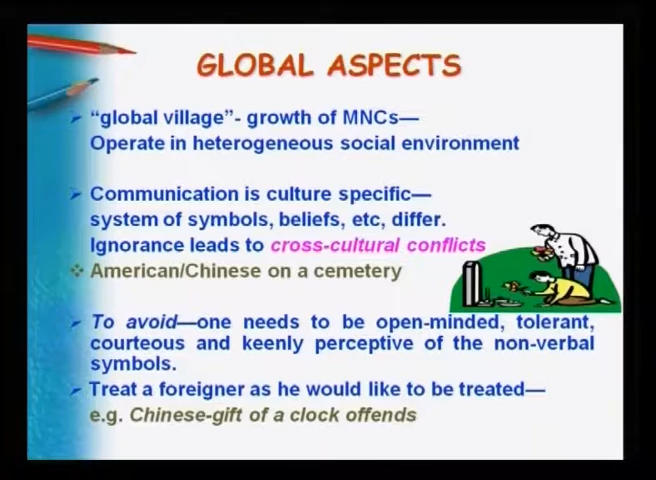 GLOBAL ASPECTS
"global village"- growth of MNCs—
Operate in heterogeneous social environment
Communication is culture specific—
system of symbols, beliefs, etc, differ.
Ignorance leads to cross-cultural conflicts
American/Chinese on a cemetery
To avoid—one needs to be open-minded, tolerant,
courteous and keenly perceptive of the non-verbal
symbols.
Treat a foreigner as he would like to be treated—
e.g. Chinese-gift of a clock offends